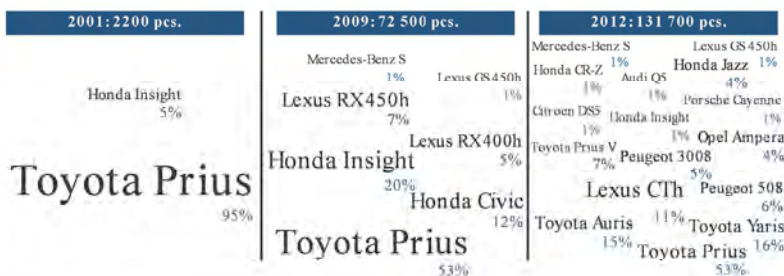 2001:2200 pcs.
Honda Insight
5%
Toyota Prius
95%
2009:72 500 pcs.
Mercedes-Benz S
1%
Lexus GS 450h
1%
Lexus RX450h
7%
Lexus RX400h
5%
Honda Insight
20%
Honda Civic
12%
Toyota Prius
53%
2012:131 700 pcs.
Mercedes-Benz S
1%
Lexus GS 450h
1%
Honda CR-Z
1%
Audi Q5
1%
Honda Jazz
4%
Porsche Cayenne
1%
Citroen DS5
1%
Honda Insight
1%
Opel Ampera
4%
Toyota Prius V
7%
Peugeot 3008
5%
Lexus CTh
11%
Peugeot 508
6%
Toyota Auris
15%
Toyota Yaris
16%
Toyota Prius
53%